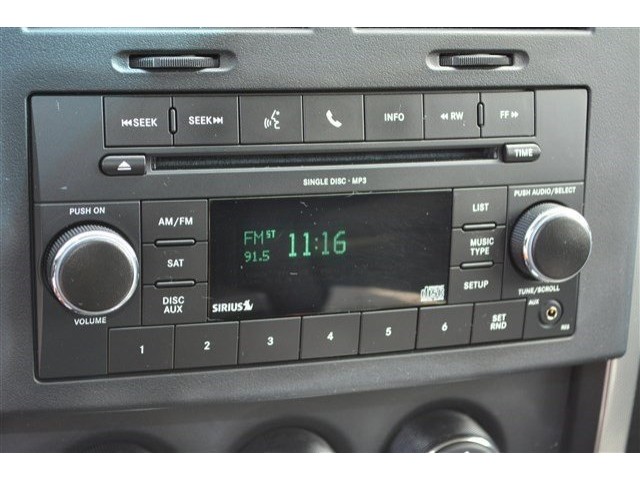 SEEK
SEEK
INFO
RW
FF
TIME
SINGLE DISC - MP3
PUSH ON
VOLUME
AM/FM
SAT
DISC
AUX
FM ST
91.5
11:16
SIRIUS
LIST
MUSIC
TYPE
SETUP
PUSH AUDIO/SELECT
TUNE/SCROLL
AUX
1
2
3
4
5
6
SET
RND